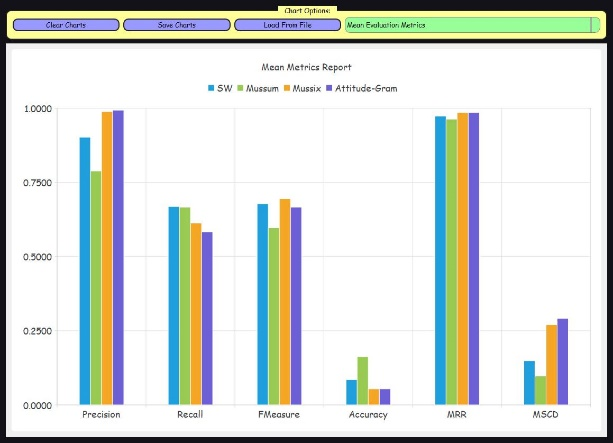 Chart Options:
Clear Charts Save Charts Load From File Mean Evaluation Metrics
Mean Metrics Report
SW Mussum Mussix Attitude-Gram
1.0000
0.7500
0.5000
0.2500
0.0000
Precision Recall FMeasure Accuracy MRR MSCD